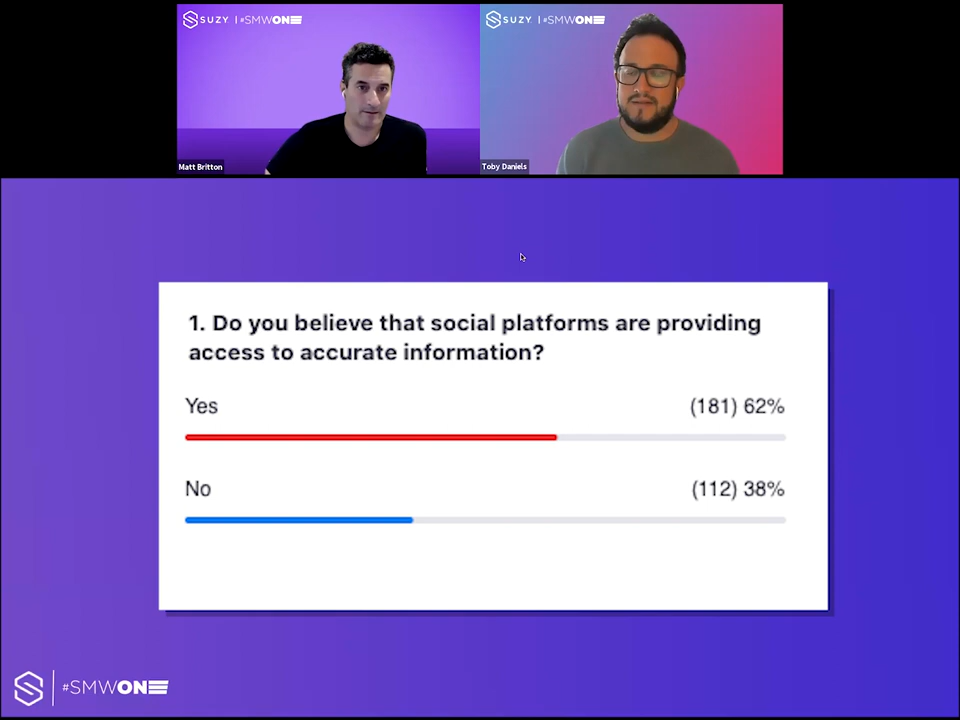 SUZY | #SMWONE
SUZY | #SMWONE
Matt Britton
Toby Daniels
1. Do you believe that social platforms are providing
access to accurate information?
Yes (181) 62%
No (112) 38%
#SMWONE